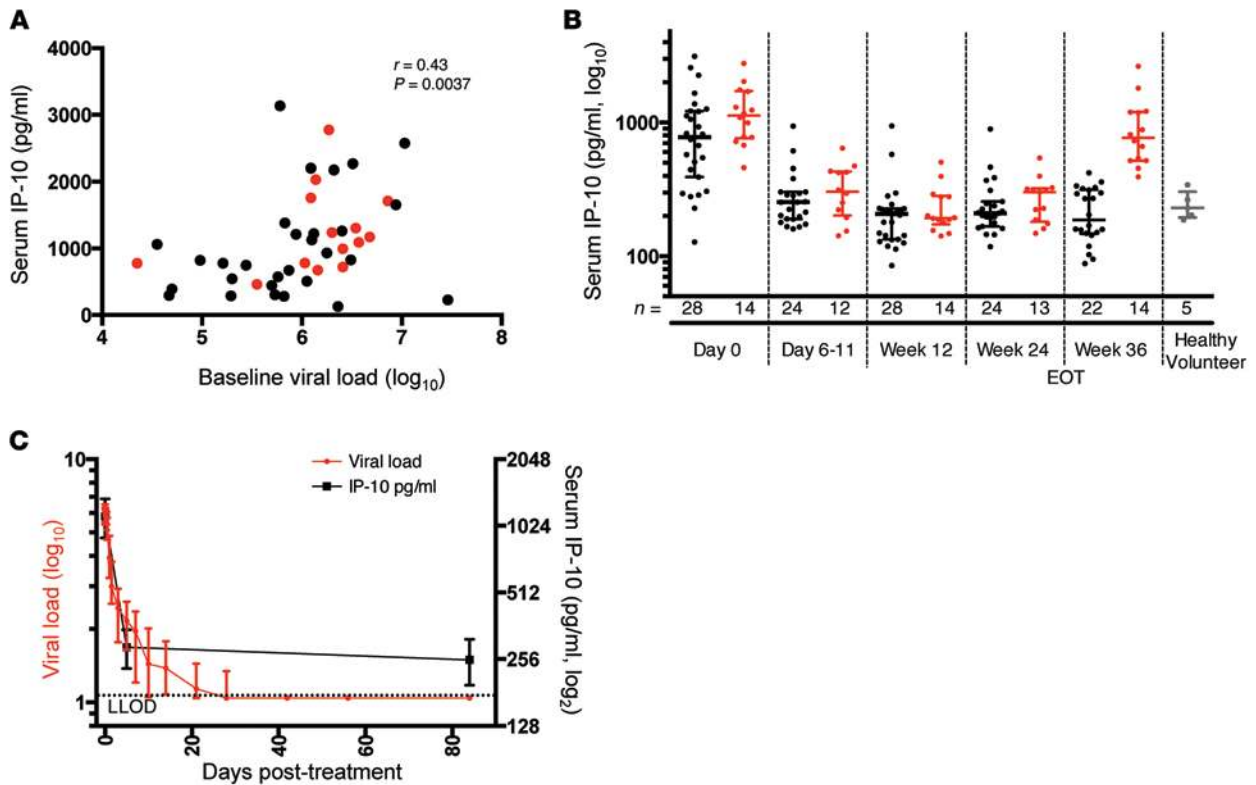 A
Serum IP-10 (pg/ml)
4000
3000
2000
1000
0
r = 0.43
P = 0.0037
4 5 6 7 8
Baseline viral load (log10)
B
Serum IP-10 (pg/ml, log10)
1000
100
n = 28 14 24 12 28 14 24 13 22 14 5
Day 0 Day 6-11 Week 12 Week 24 Week 36 Healthy
Volunteer
EOT
C
Viral load
IP-10 pg/ml
Viral load (log10)
10
1
LLOD
Serum IP-10 (pg/ml, log2)
2048
1024
512
256
128
0 20 40 60 80
Days post-treatment